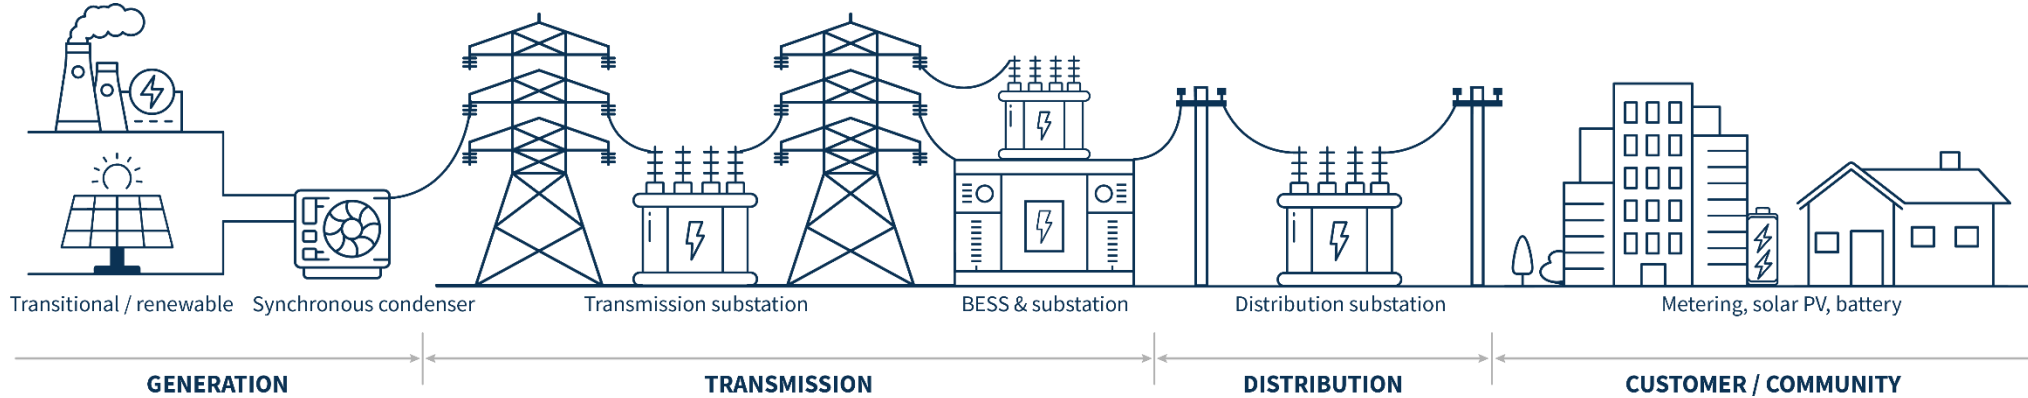 Transitional / renewable
Synchronous condenser
Transmission substation
BESS & substation
Distribution substation
Metering, solar PV, battery
GENERATION
TRANSMISSION
DISTRIBUTION
CUSTOMER / COMMUNITY